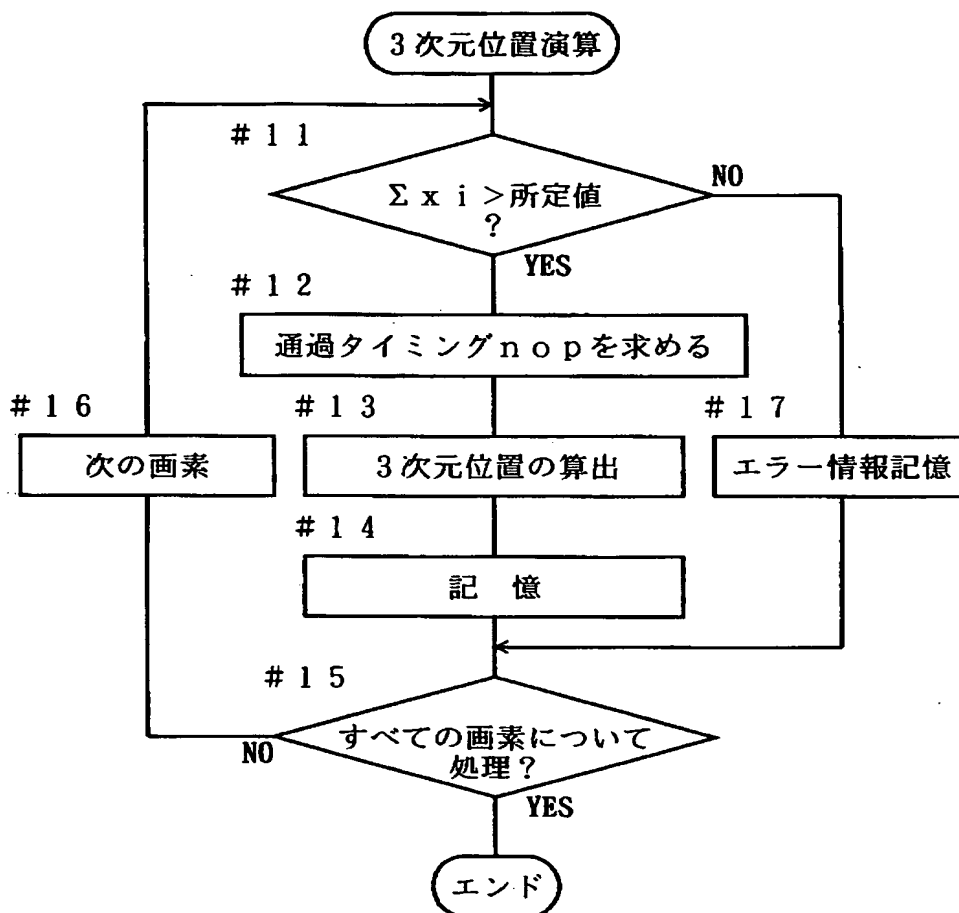 3次元位置演算
#11
Σxi>所定値
?
NO
YES
#12
通過タイミングnopを求める
#16
#13
#17
次の画素
3次元位置の算出
エラー情報記憶
#14
記 憶
#15
すべての画素について
処理?
NO
YES
エンド